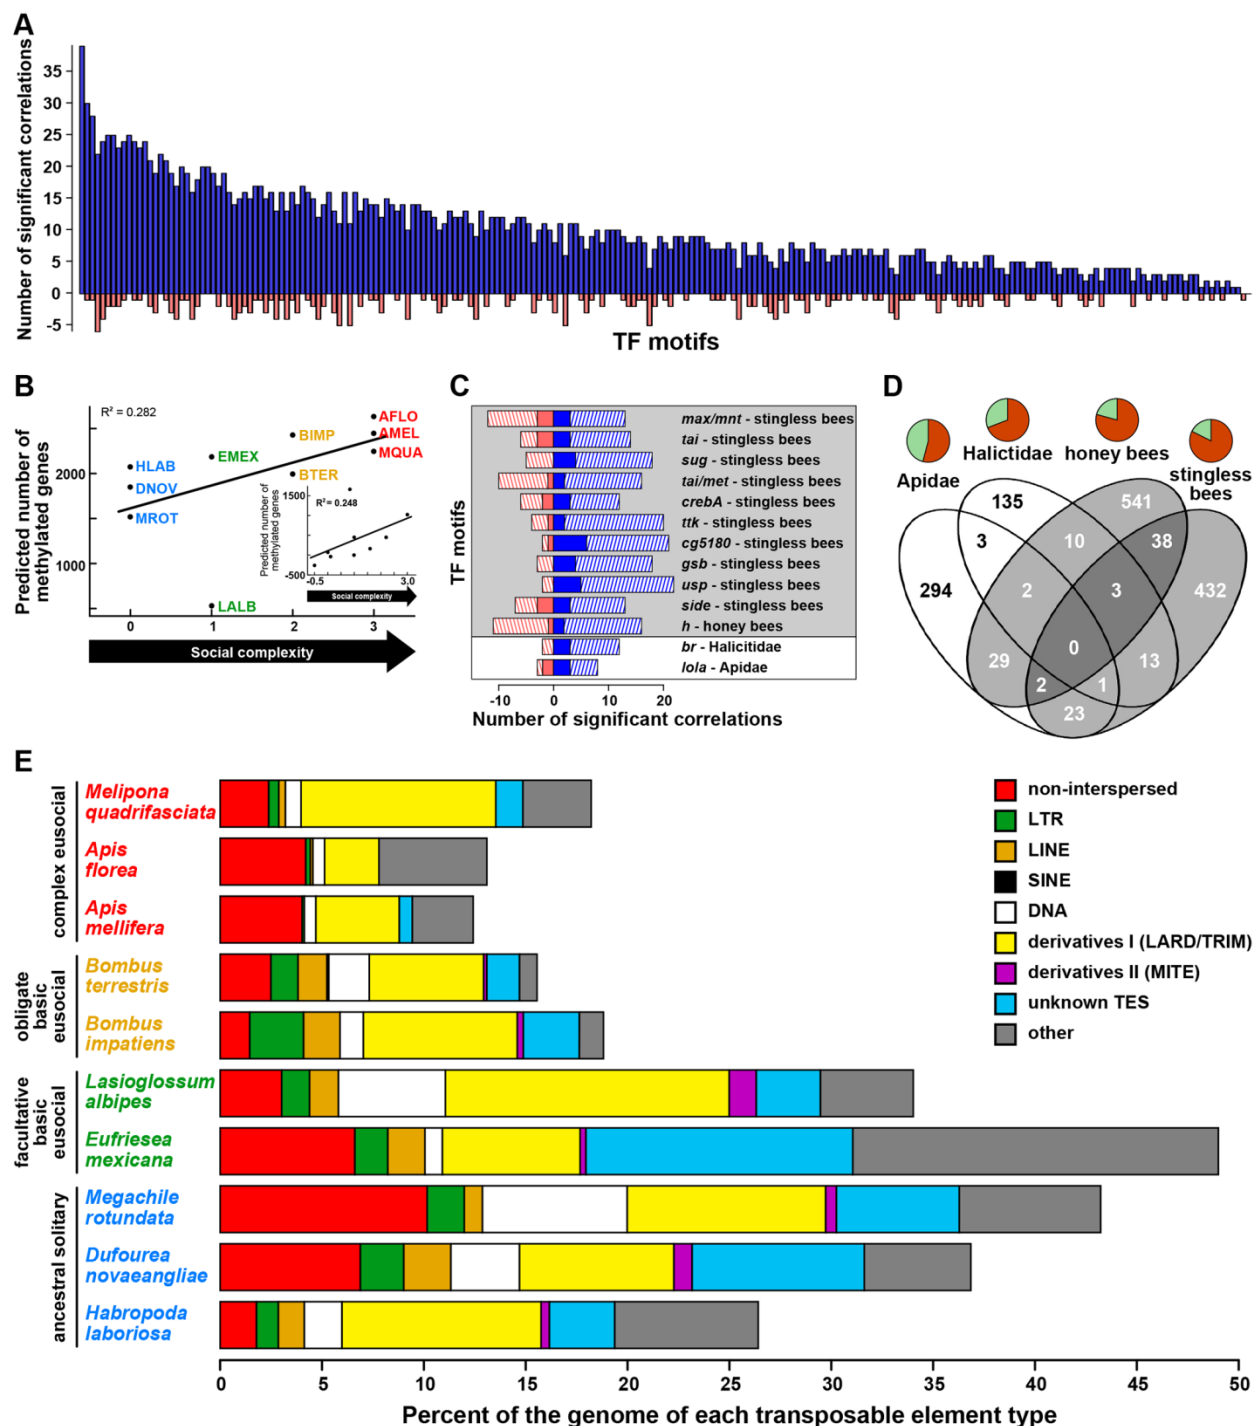 A
Number of significant correlations
35
30
25
20
15
10
5
0
-5
TF motifs
B
R² = 0.282
Predicted number of
methylated genes
2000
1000
HLAB
DNOV
MROT
EMEX
LALB
BIMP
BTER
AFLO
AMEL
MQUA
0
1
2
3
Social complexity
Predicted number of
methylated genes
1500
R² = 0.248
-500
-0.5
3.0
Social complexity
C
TF motifs
max/mnt - stingless bees
tai - stingless bees
sug - stingless bees
tai/met - stingless bees
crebA - stingless bees
ttk - stingless bees
cg5180 - stingless bees
gsb - stingless bees
usp - stingless bees
side - stingless bees
h - honey bees
br - Halicitidae
lola - Apidae
-10
0
10
20
Number of significant correlations
D
Apidae
Halictidae
honey bees
stingless
bees
135
541
3
10
38
294
2
3
432
0
29
13
2
1
23
E
complex eusocial
Melipona
quadrifasciata
Apis
florea
Apis
mellifera
obligate
basic
eusocial
Bombus
terrestris
Bombus
impatiens
facultative
basic
eusocial
Lasioglossum
albipes
Eufriesea
mexicana
ancestral solitary
Megachile
rotundata
Dufourea
novaeangliae
Habropoda
laboriosa
non-interspersed
LTR
LINE
SINE
DNA
derivatives I (LARD/TRIM)
derivatives II (MITE)
unknown TES
other
0
5
10
15
20
25
30
35
40
45
50
Percent of the genome of each transposable element type